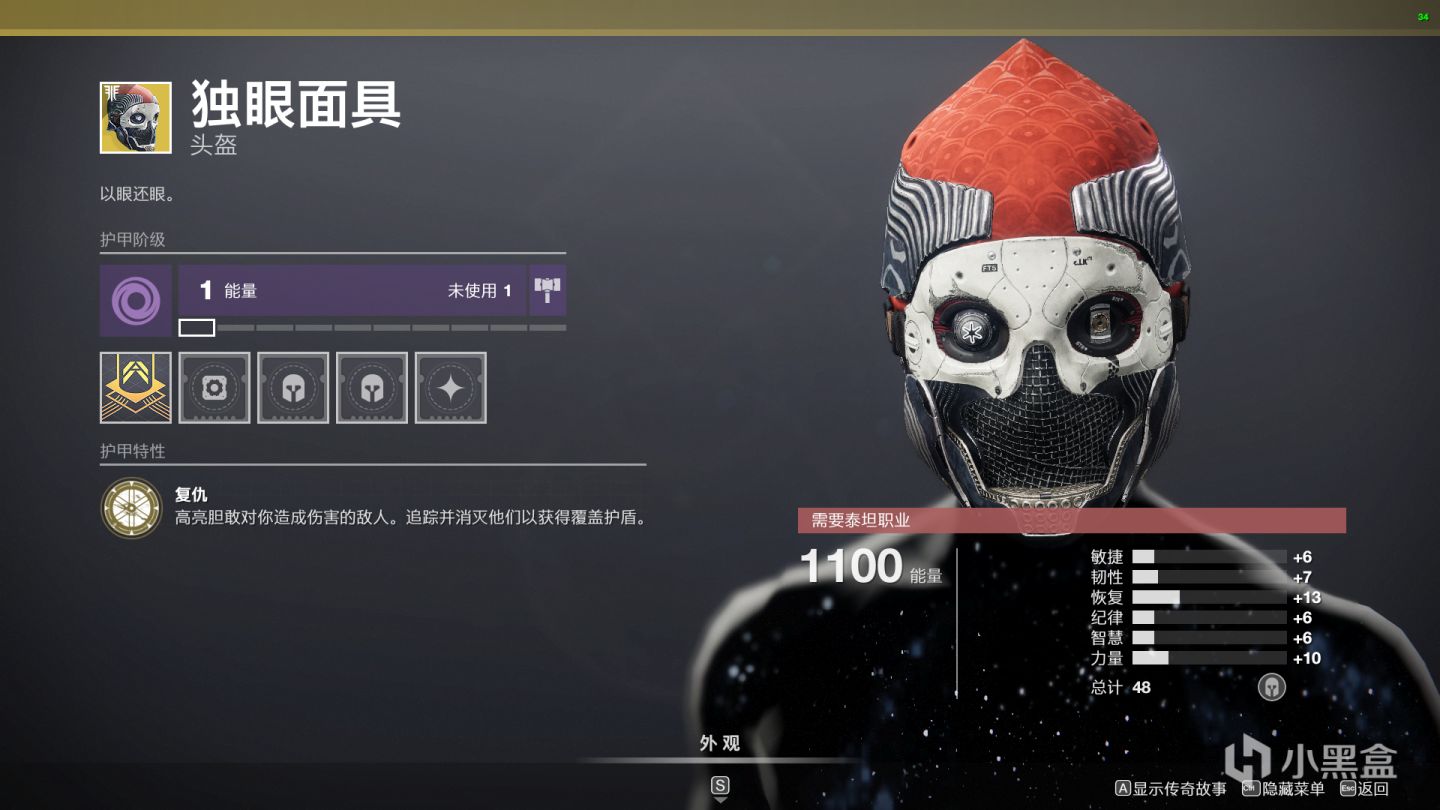 34
独眼面具
头盔
以眼还眼。
护甲阶级
1 能量 未使用 1
护甲特性
复仇
高亮胆敢对你造成伤害的敌人。追踪并消灭他们以获得覆盖护盾。
需要泰坦职业
1100 能量
敏捷 +6
韧性 +7
恢复 +13
纪律 +6
智慧 +6
力量 +10
总计 48
外观
S
小黑盒
A 显示传奇故事 Ctrl 隐藏菜单 Esc 返回